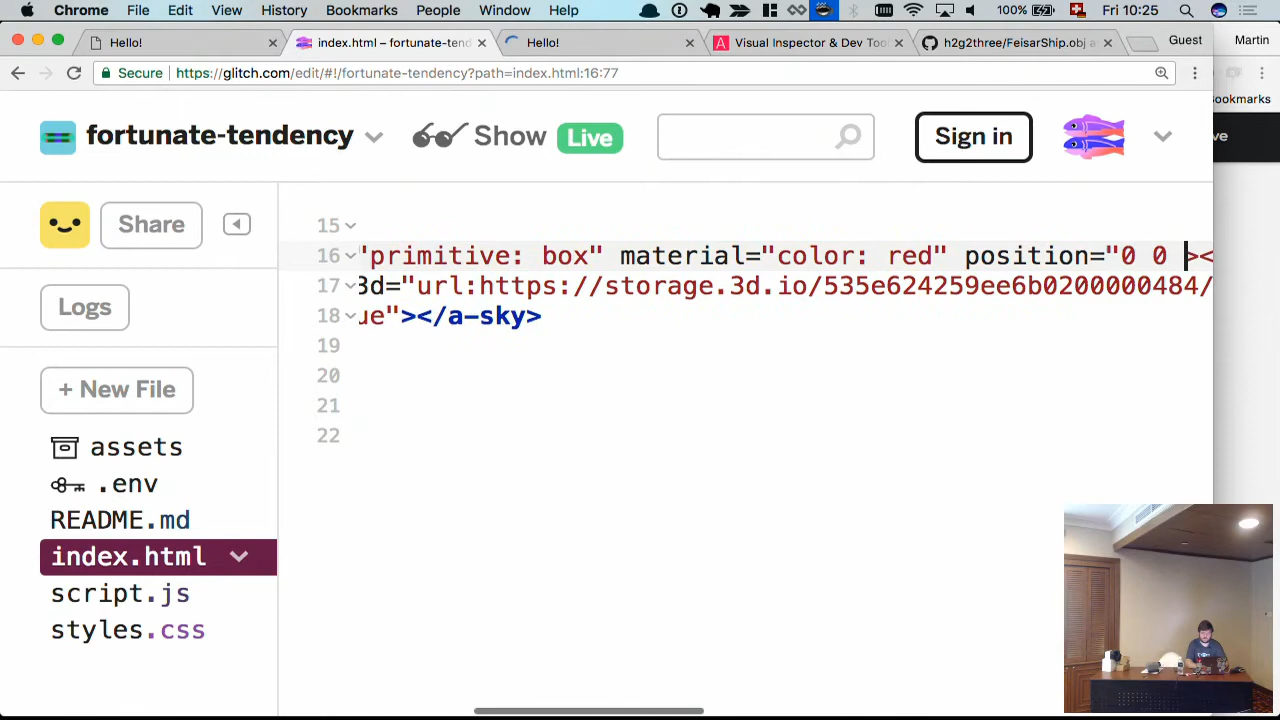 Chrome File Edit View History Bookmarks People Window Help 100% Fri 10:25
Hello! index.html – fortunate-tend Hello! Visual Inspector & Dev Tool h2g2three/FeisarShip.obj a Guest Martin
Secure https://glitch.com/edit/#!/fortunate-tendency?path=index.html:16:77
ookmarks
fortunate-tendency Show Live Sign in ve
Share
15
16 "primitive: box" material="color: red" position="0 0 ><
17 3d="url:https://storage.3d.io/535e624259ee6b0200000484/
18 ue"></a-sky>
19
20
21
22
Logs
+ New File
assets
.env
README.md
index.html
script.js
styles.css